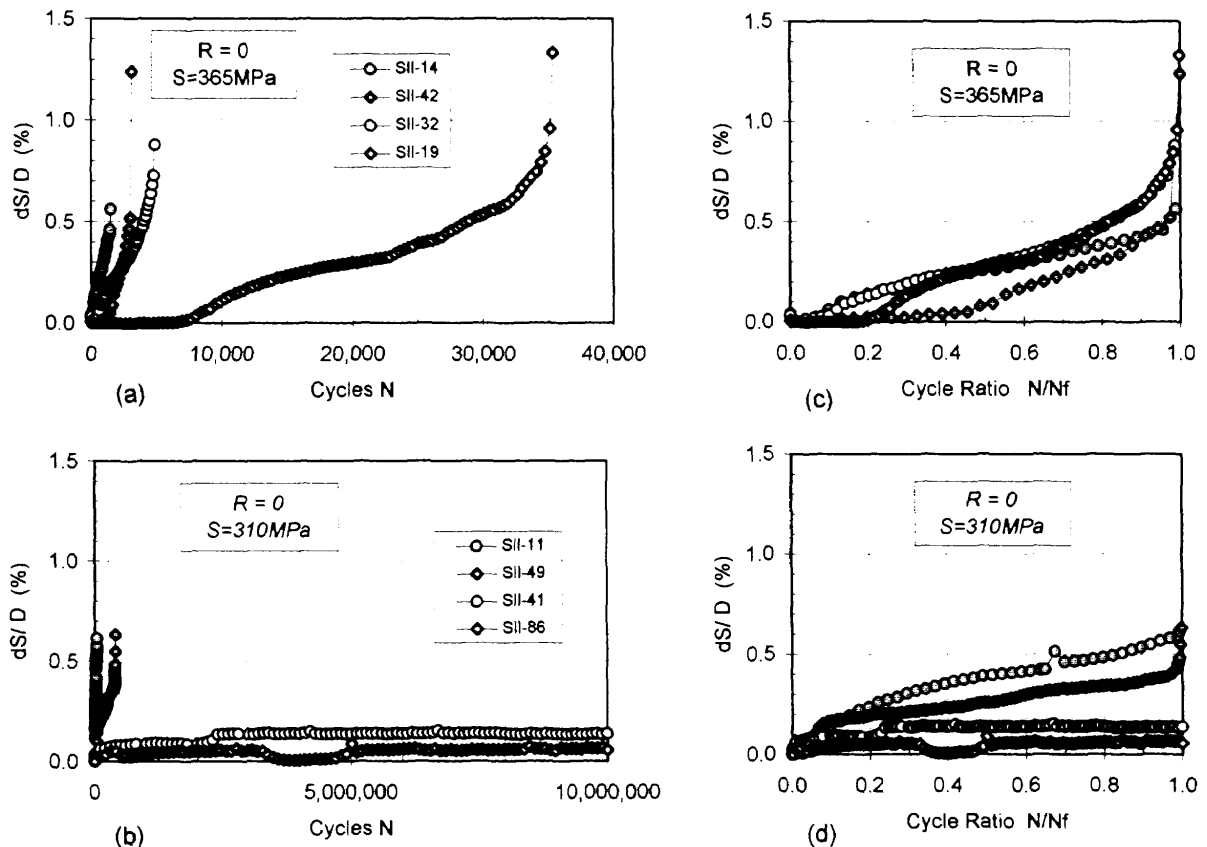 1.5
1.0
0.5
0.0
dS/ D (%)
R = 0
S=365MPa
SII-14
SII-42
SII-32
SII-19
0
10,000
20,000
30,000
40,000
(a)
Cycles N
1.5
1.0
0.5
0.0
dS/ D (%)
R = 0
S=365MPa
0.0
0.2
0.4
0.6
0.8
1.0
(c)
Cycle Ratio N/Nf
1.5
1.0
0.5
0.0
dS/ D (%)
R = 0
S=310MPa
SII-11
SII-49
SII-41
SII-86
0
5,000,000
10,000,000
(b)
Cycles N
1.5
1.0
0.5
0.0
dS/ D (%)
R = 0
S=310MPa
0.0
0.2
0.4
0.6
0.8
1.0
(d)
Cycle Ratio N/Nf